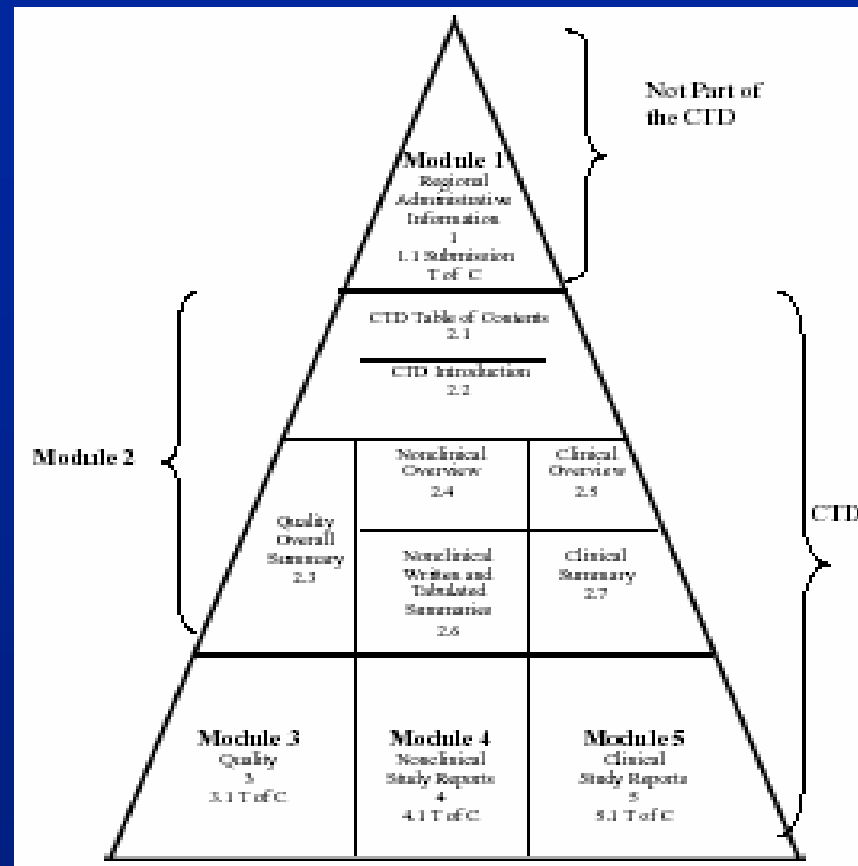 Not Part of
the CTD
Module 1
Regional
Administrative
Information
1
1.1 Submission
T of C
CTD Table of Contents
2.1
CTD Introduction
2.2
Module 2
Nonclinical
Overview
2.4
Clinical
Overview
2.5
CTD
Quality
Overall
Summary
2.3
Nonclinical
Written and
Tabulated
Summaries
2.6
Clinical
Summary
2.7
Module 3
Quality
3
3.1 T of C
Module 4
Nonclinical
Study Reports
4
4.1 T of C
Module 5
Clinical
Study Reports
5
5.1 T of C